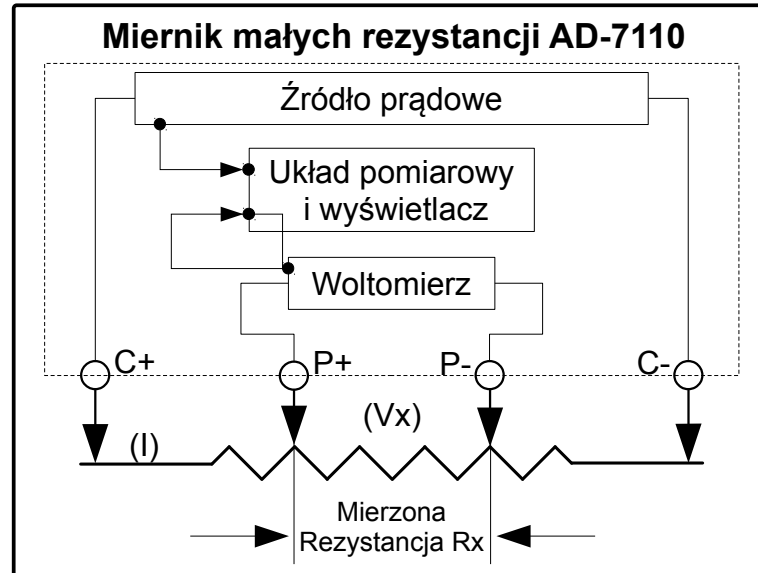 Miernik małych rezystancji AD-7110
Źródło prądowe
Układ pomiarowy
i wyświetlacz
Woltomierz
C+
P+
P-
C-
(I)
(Vx)
Mierzona
Rezystancja Rx